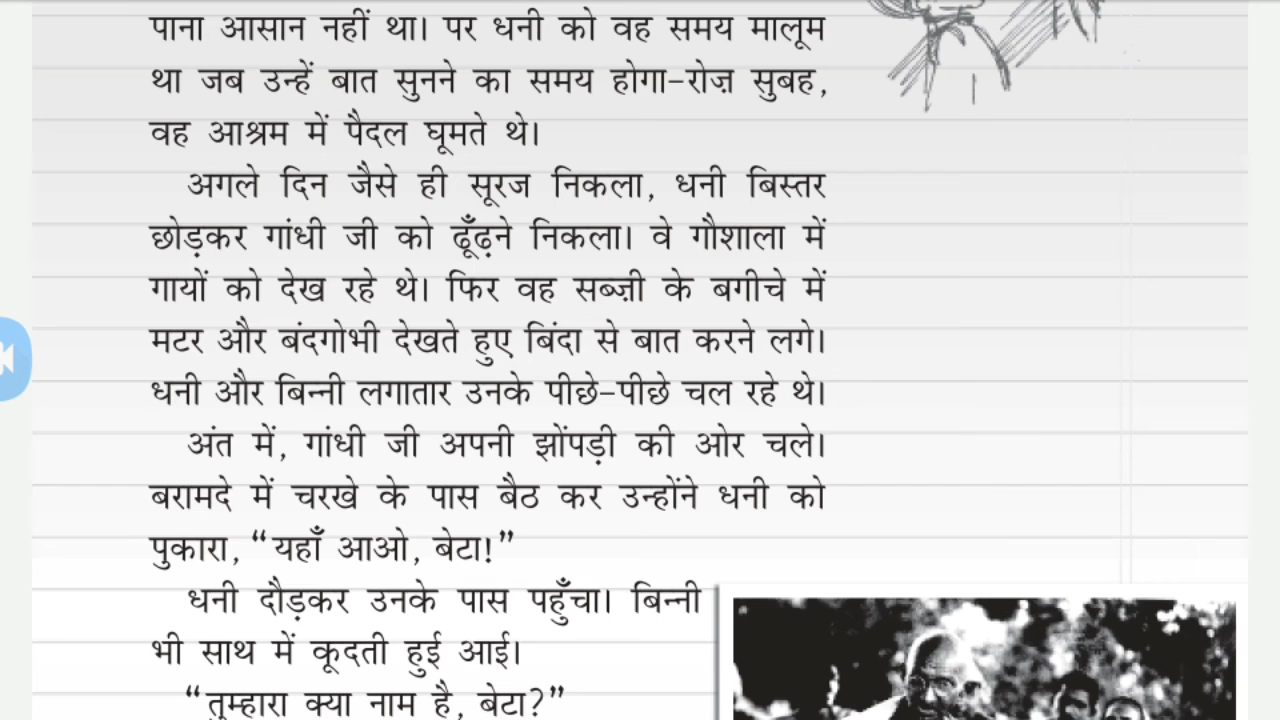 पाना आसान नहीं था। पर धनी को वह समय मालूम
था जब उन्हें बात सुनने का समय होगा–रोज़ सुबह,
वह आश्रम में पैदल घूमते थे।
अगले दिन जैसे ही सूरज निकला, धनी बिस्तर
छोड़कर गांधी जी को ढूँढ़ने निकला। वे गौशाला में
गायों को देख रहे थे। फिर वह सब्ज़ी के बगीचे में
मटर और बंदगोभी देखते हुए बिंदा से बात करने लगे।
धनी और बिन्नी लगातार उनके पीछे–पीछे चल रहे थे।
अंत में, गांधी जी अपनी झोंपड़ी की ओर चले।
बरामदे में चरखे के पास बैठ कर उन्होंने धनी को
पुकारा, “यहाँ आओ, बेटा!”
धनी दौड़कर उनके पास पहुँचा। बिन्नी
भी साथ में कूदती हुई आई।
“तुम्हारा क्या नाम है, बेटा?”